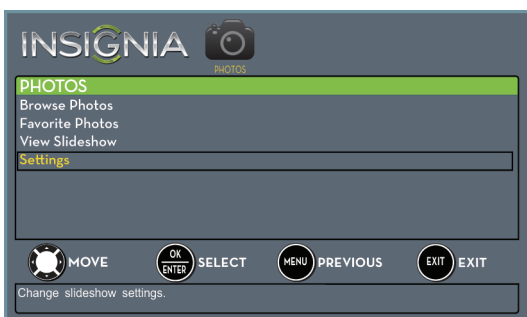 INSIGNIA
PHOTOS
PHOTOS
Browse Photos
Favorite Photos
View Slideshow
Settings
MOVE OK ENTER SELECT MENU PREVIOUS EXIT EXIT
Change slideshow settings.